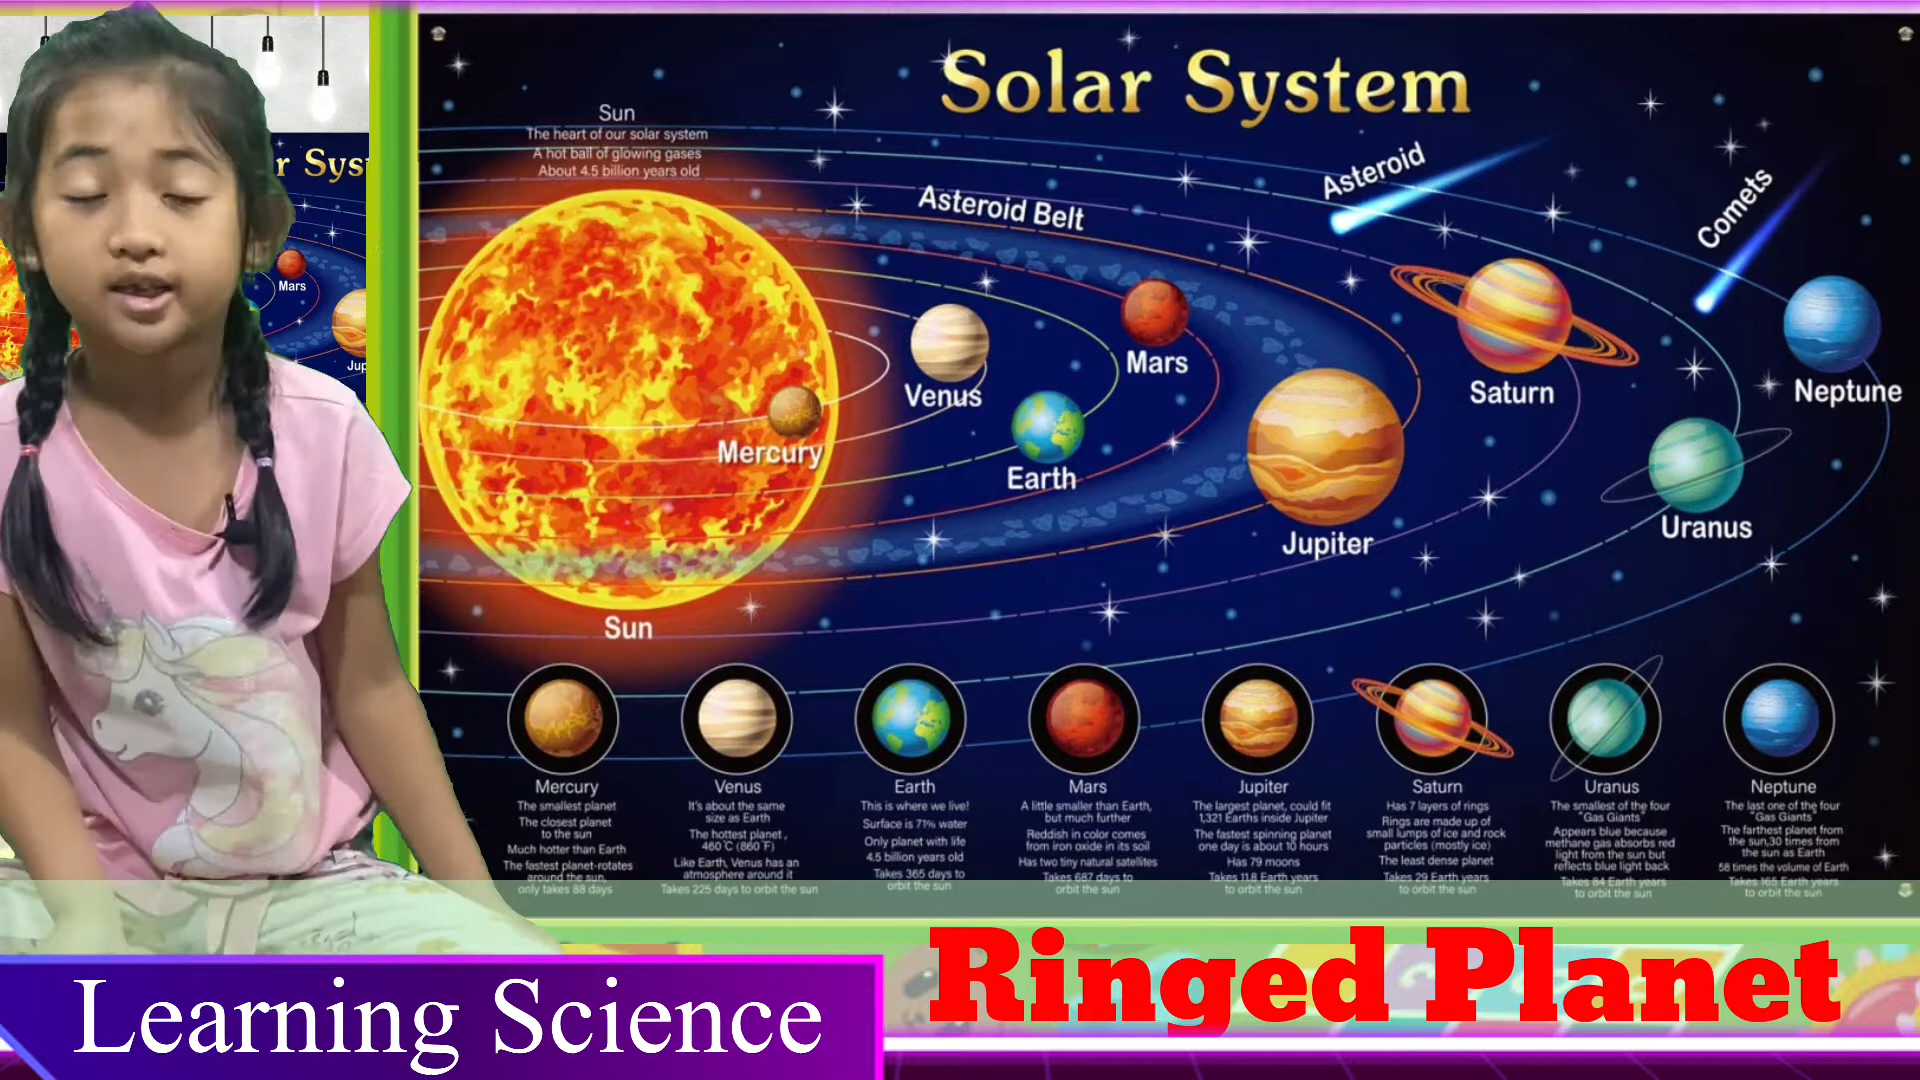 Solar System
Sun
The heart of our solar system
A hot ball of glowing gases
About 4.5 billion years old
Asteroid Belt
Asteroid
Comets
r Sys
Mars
Jup
Mercury
Venus
Earth
Mars
Jupiter
Saturn
Uranus
Neptune
Sun
Mercury
The smallest planet
The closest planet
to the sun
Much hotter than Earth
The fastest planet-rotates
around the sun,
only takes 88 days
Venus
It's about the same
size as Earth
The hottest planet ,
460°C (860°F)
Like Earth, Venus has an
atmosphere around it
Takes 225 days to orbit the sun
Earth
This is where we live!
Surface is 71% water
Only planet with life
4.5 billion years old
Takes 365 days to
orbit the sun
Mars
A little smaller than Earth,
but much further
Reddish in color comes
from iron oxide in its soil
Has two tiny natural satellites
Takes 687 days to
orbit the sun
Jupiter
The largest planet, could fit
1,321 Earths inside Jupiter
The fastest spinning planet
one day is about 10 hours
Has 79 moons
Takes 11.8 Earth years
to orbit the sun
Saturn
Has 7 layers of rings
Rings are made up of
small lumps of ice and rock
particles (mostly ice)
The least dense planet
Takes 29 Earth years
to orbit the sun
Uranus
The smallest of the four
"Gas Giants"
Appears blue because
methane gas absorbs red
light from the sun but
reflects blue light back
Takes 84 Earth years
to orbit the sun
Neptune
The last one of the four
"Gas Giants"
The farthest planet from
the sun,30 times from
the sun as Earth
58 times the volume of Earth
Takes 165 Earth years
to orbit the sun
Learning Science
Ringed Planet